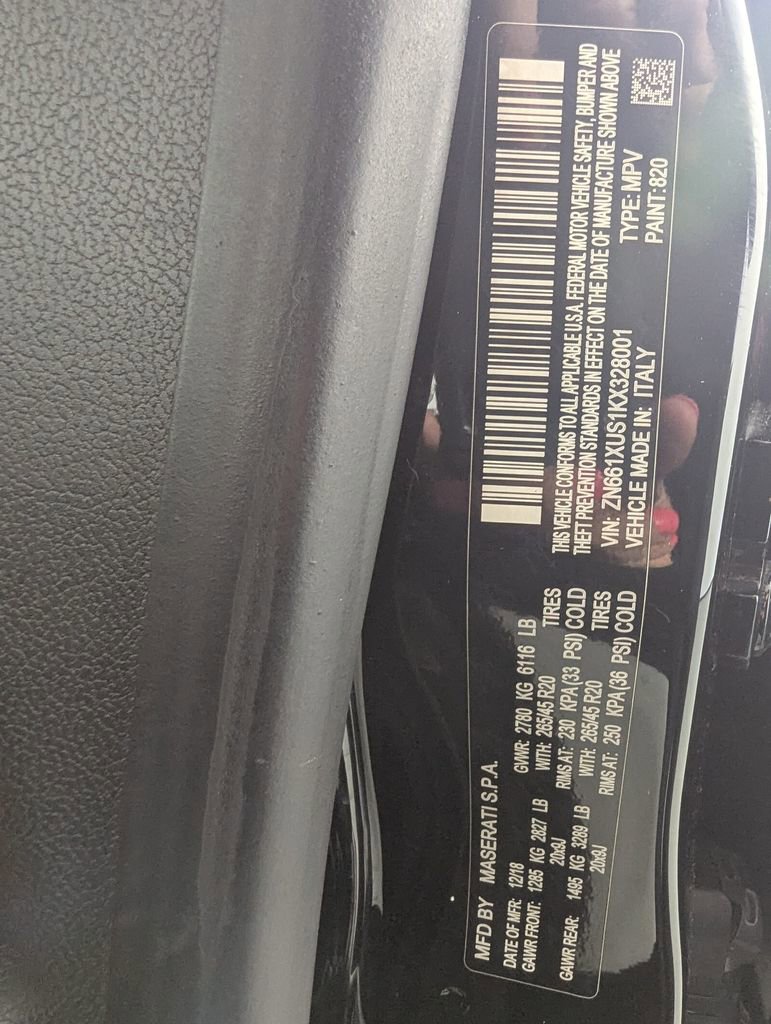 MFD BY MASERATI S.P.A.
DATE OF MFR: 12/18 GVWR: 2780 KG 6116 LB
GAWR FRONT: 1285 KG 2827 LB WITH: 265/45 R20 TIRES
20x9J RIMS AT: 230 KPA (33 PSI) COLD
GAWR REAR: 1495 KG 3289 LB WITH: 265/45 R20 TIRES
20x9J RIMS AT: 250 KPA (36 PSI) COLD
THIS VEHICLE CONFORMS TO ALL APPLICABLE U.S.A. FEDERAL MOTOR VEHICLE SAFETY, BUMPER AND
THEFT PREVENTION STANDARDS IN EFFECT ON THE DATE OF MANUFACTURE SHOWN ABOVE
VIN: ZN661XUS1KX328001 TYPE: MPV
VEHICLE MADE IN: ITALY PAINT: 820